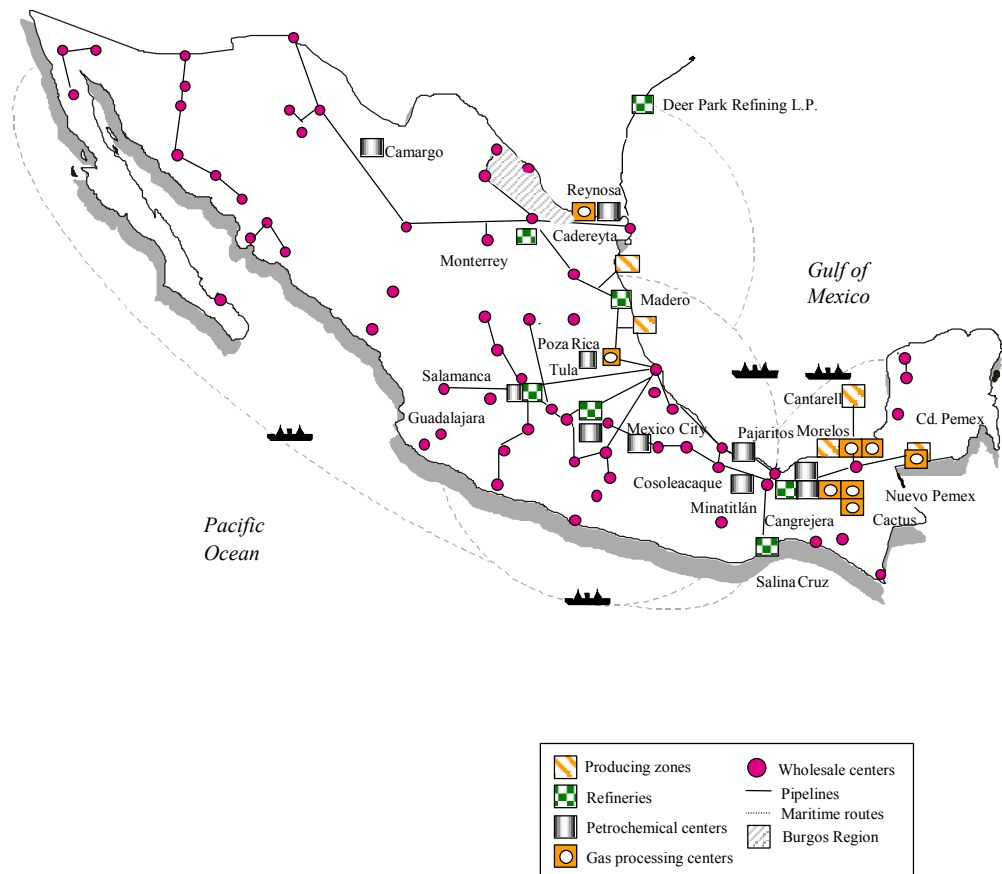 Deer Park Refining L.P.
Camargo
Reynosa
Cadereyta
Monterrey
Gulf of
Mexico
Madero
Poza Rica
Tula
Salamanca
Cantarell
Guadalajara
Mexico City
Pajaritos
Morelos
Cd. Pemex
Cosoleacaque
Nuevo Pemex
Minatitlán
Cangrejera
Cactus
Pacific
Ocean
Salina Cruz
Producing zones
Wholesale centers
Refineries
Pipelines
Maritime routes
Petrochemical centers
Burgos Region
Gas processing centers